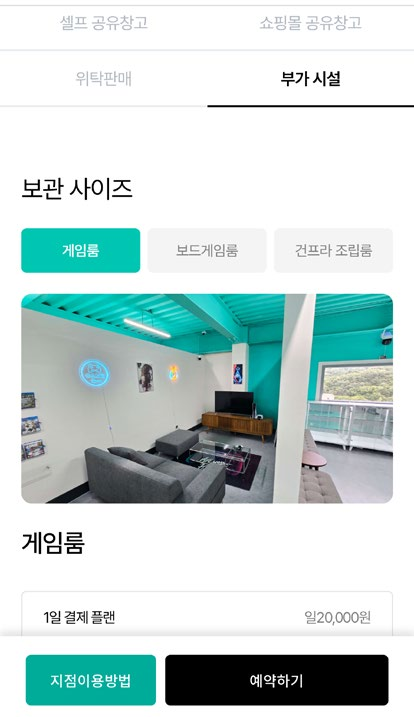 셀프 공유창고
쇼핑몰 공유창고
위탁판매
부가 시설
보관 사이즈
게임룸
보드게임룸
건프라 조립룸
게임룸
1일 결제 플랜
일20,000원
지점이용방법
예약하기